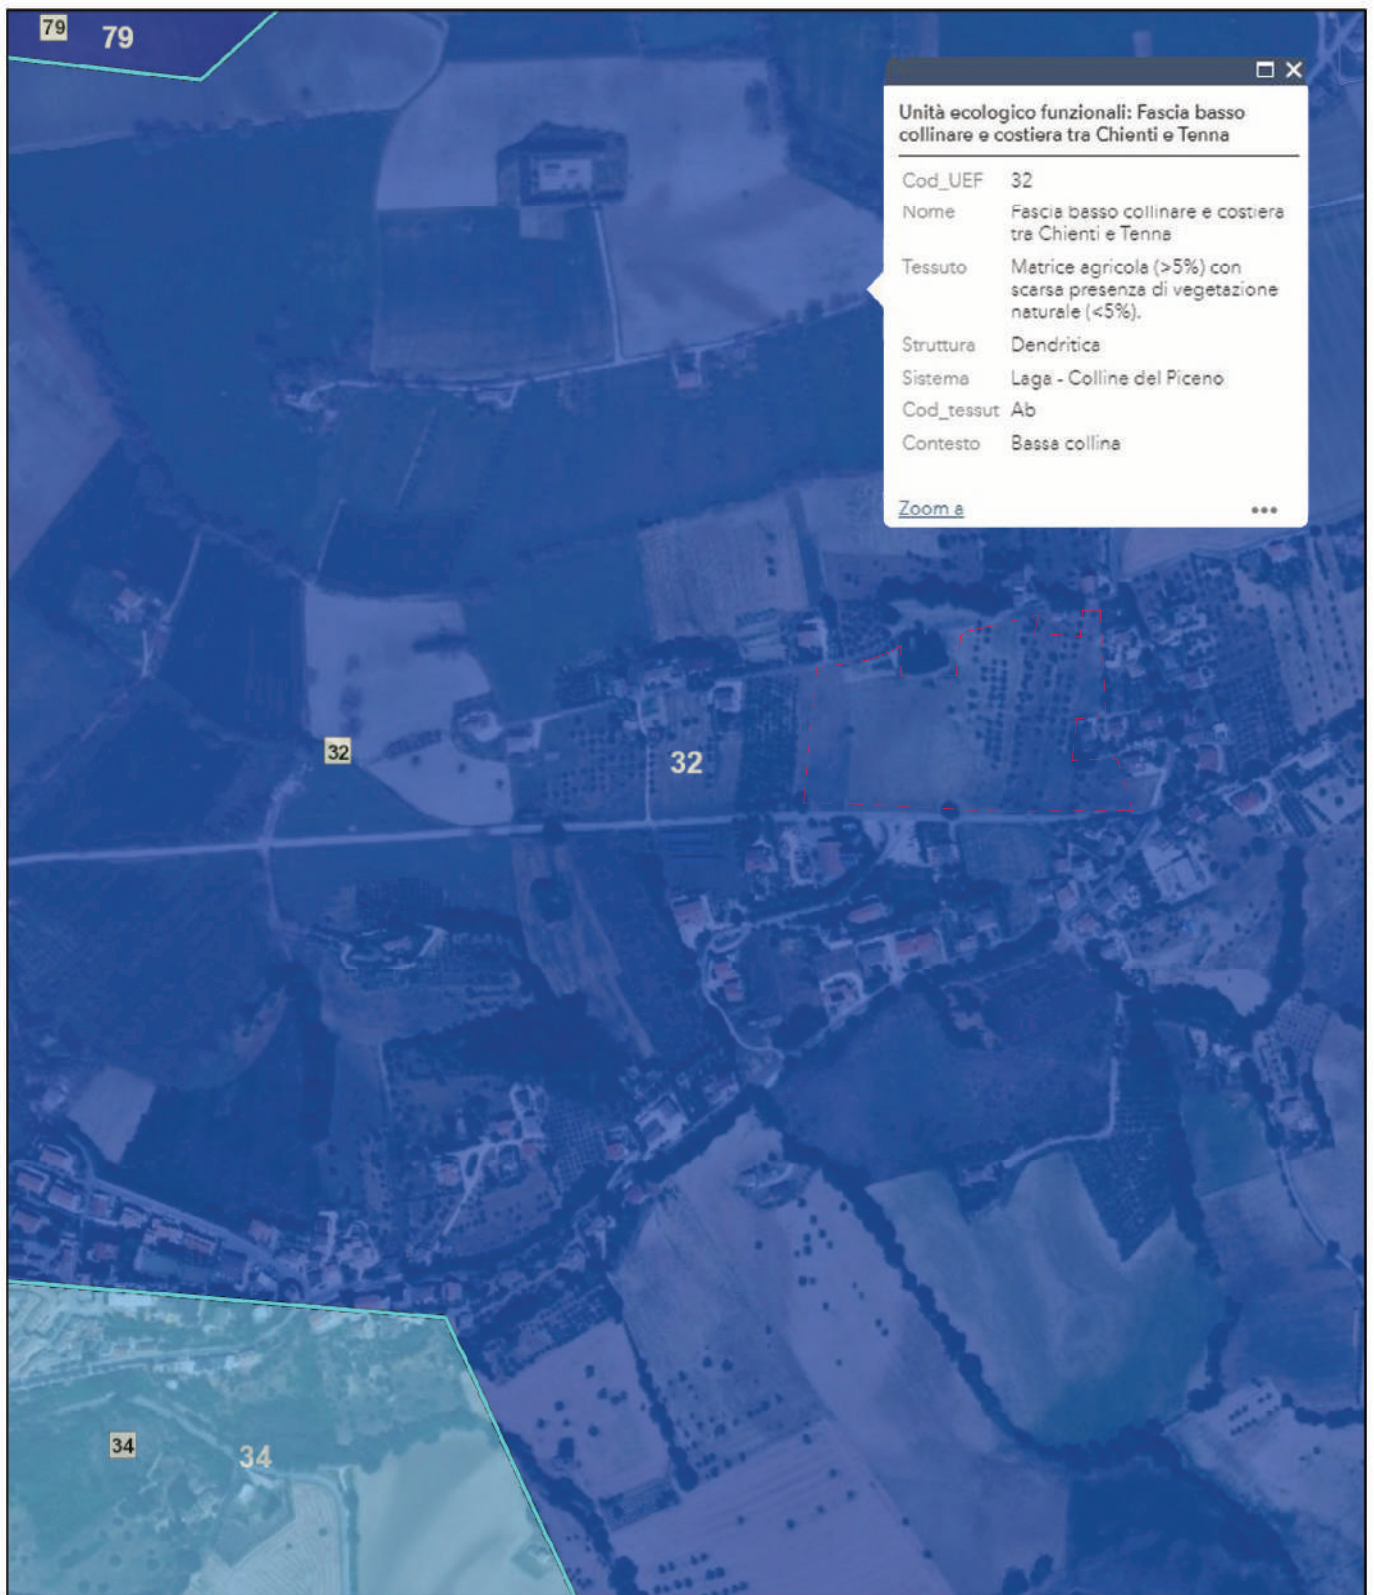 79 79
Unità ecologico funzionali: Fascia basso
collinare e costiera tra Chienti e Tenna
Cod_UEF 32
Nome Fascia basso collinare e costiera
tra Chienti e Tenna
Tessuto Matrice agricola (>5%) con
scarsa presenza di vegetazione
naturale (<5%).
Struttura Dendritica
Sistema Laga - Colline del Piceno
Cod_tessut Ab
Contesto Bassa collina
Zoom a
32
32
34
34